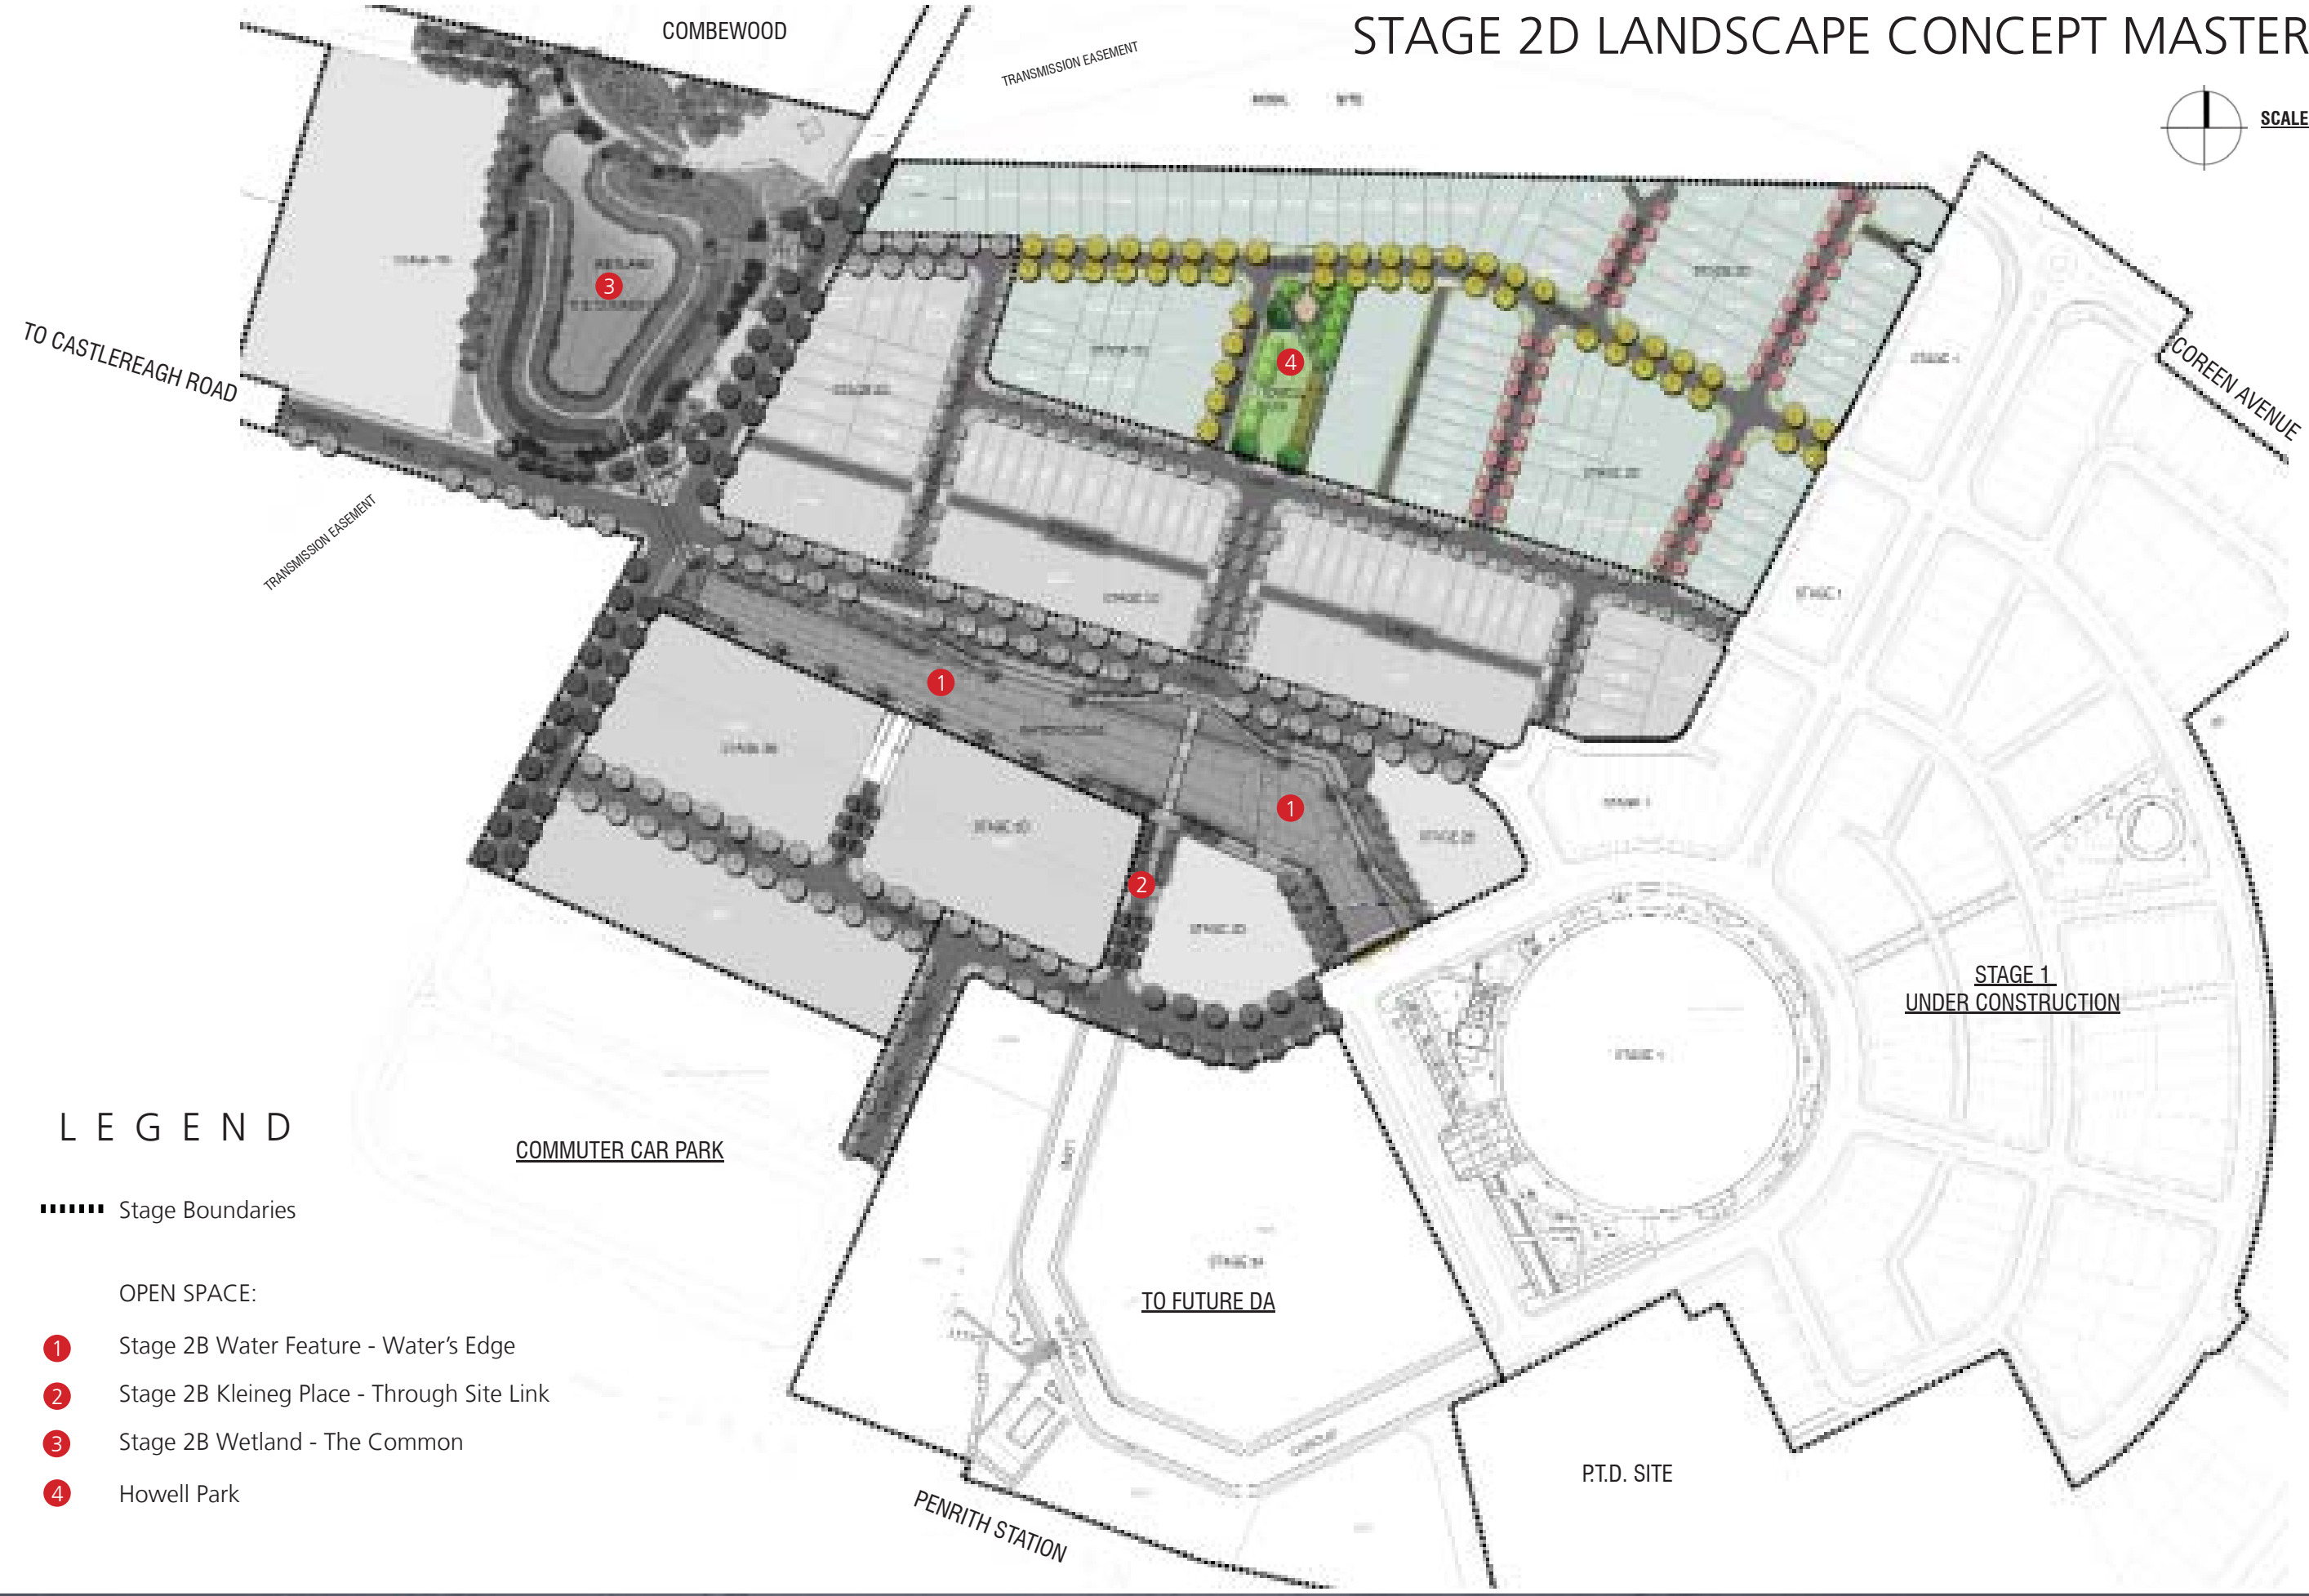 STAGE 2D LANDSCAPE CONCEPT MASTER
COMBEWOOD
TRANSMISSION EASEMENT
SCALE
TO CASTLEREAGH ROAD
COREEN AVENUE
TRANSMISSION EASEMENT
3
4
1
1
2
STAGE 1
UNDER CONSTRUCTION
COMMUTER CAR PARK
TO FUTURE DA
P.T.D. SITE
PENRITH STATION
LEGEND
Stage Boundaries
OPEN SPACE:
1 Stage 2B Water Feature - Water's Edge
2 Stage 2B Kleineg Place - Through Site Link
3 Stage 2B Wetland - The Common
4 Howell Park